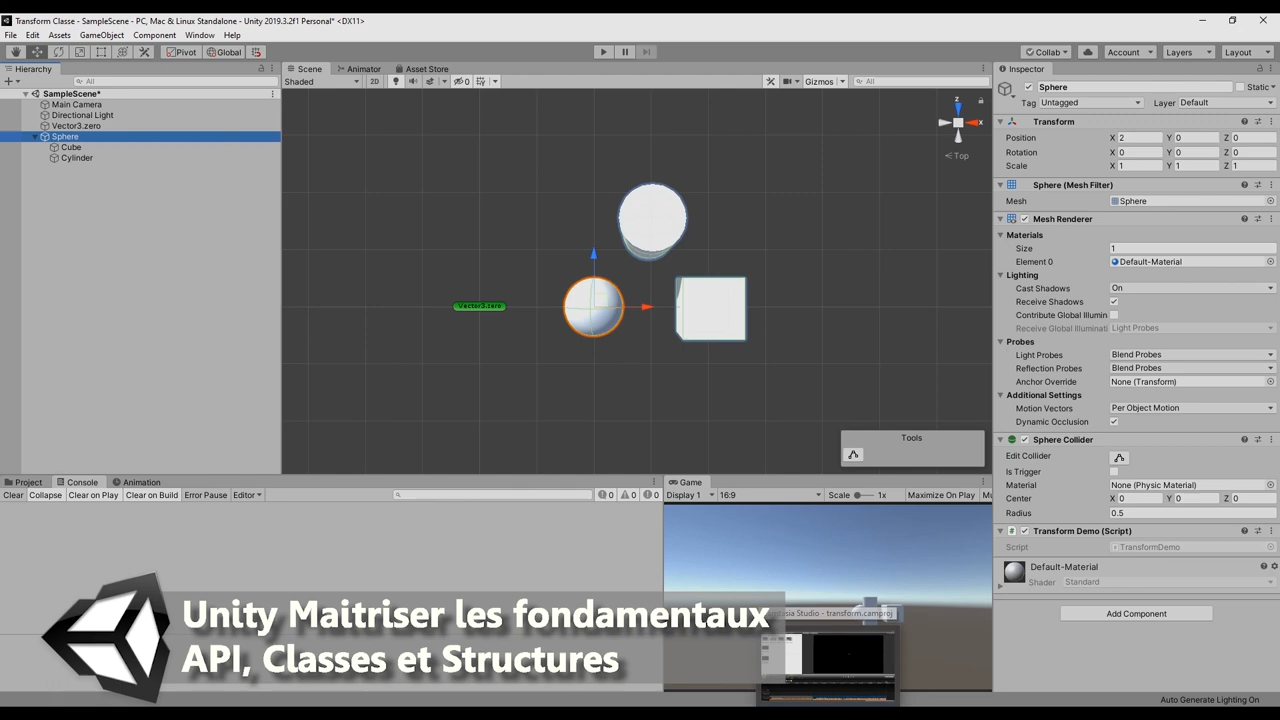 Transform Classe - SampleScene - PC, Mac & Linux Standalone - Unity 2019.3.2f1 Personal* <DX11>
File Edit Assets GameObject Component Window Help
Pivot Global Collab Account Layers Layout
Hierarchy
All
SampleScene*
Main Camera
Directional Light
Vector3.zero
Sphere
Cube
Cylinder
Scene Animator Asset Store
Shaded 2D 0 Gizmos All
z
x
Top
Vector3.zero
Tools
Inspector
Sphere Static
Tag Untagged Layer Default
Transform
Position X 2 Y 0 Z 0
Rotation X 0 Y 0 Z 0
Scale X 1 Y 1 Z 1
Sphere (Mesh Filter)
Mesh Sphere
Mesh Renderer
Materials
Size 1
Element 0 Default-Material
Lighting
Cast Shadows On
Receive Shadows
Contribute Global Illumin
Receive Global Illuminati Light Probes
Probes
Light Probes Blend Probes
Reflection Probes Blend Probes
Anchor Override None (Transform)
Additional Settings
Motion Vectors Per Object Motion
Dynamic Occlusion
Sphere Collider
Edit Collider
Is Trigger
Material None (Physic Material)
Center X 0 Y 0 Z 0
Radius 0.5
Transform Demo (Script)
Script TransformDemo
Default-Material
Shader Standard
Add Component
Project Console Animation
Clear Collapse Clear on Play Clear on Build Error Pause Editor 0 0 0
Game
Display 1 16:9 Scale 1x Maximize On Play Mu
Studio - transform.camproj
Unity Maitriser les fondamentaux
API, Classes et Structures
Auto Generate Lighting On